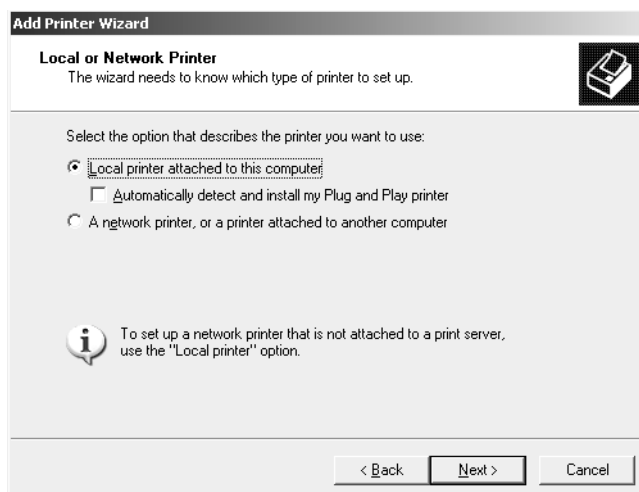 Add Printer Wizard
Local or Network Printer
The wizard needs to know which type of printer to set up.
Select the option that describes the printer you want to use:
Local printer attached to this computer
Automatically detect and install my Plug and Play printer
A network printer, or a printer attached to another computer
To set up a network printer that is not attached to a print server,
use the "Local printer" option.
< Back
Next >
Cancel